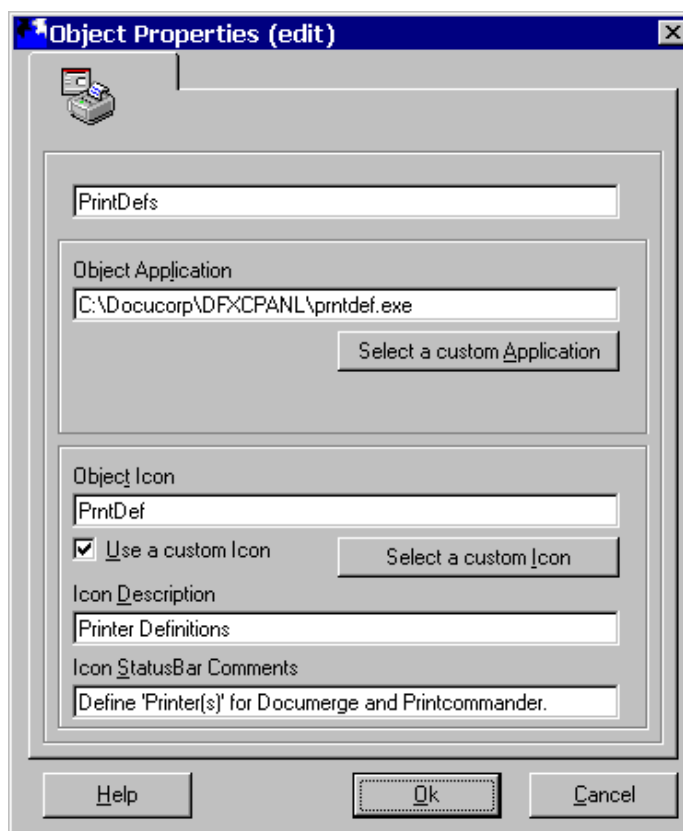 Object Properties (edit)
PrintDefs
Object Application
C:\Docucorp\DFXCPANL\prntdef.exe
Select a custom Application
Object Icon
PrntDef
Use a custom Icon
Select a custom Icon
Icon Description
Printer Definitions
Icon StatusBar Comments
Define 'Printer(s)' for Documerge and Printcommander.
Help
Ok
Cancel